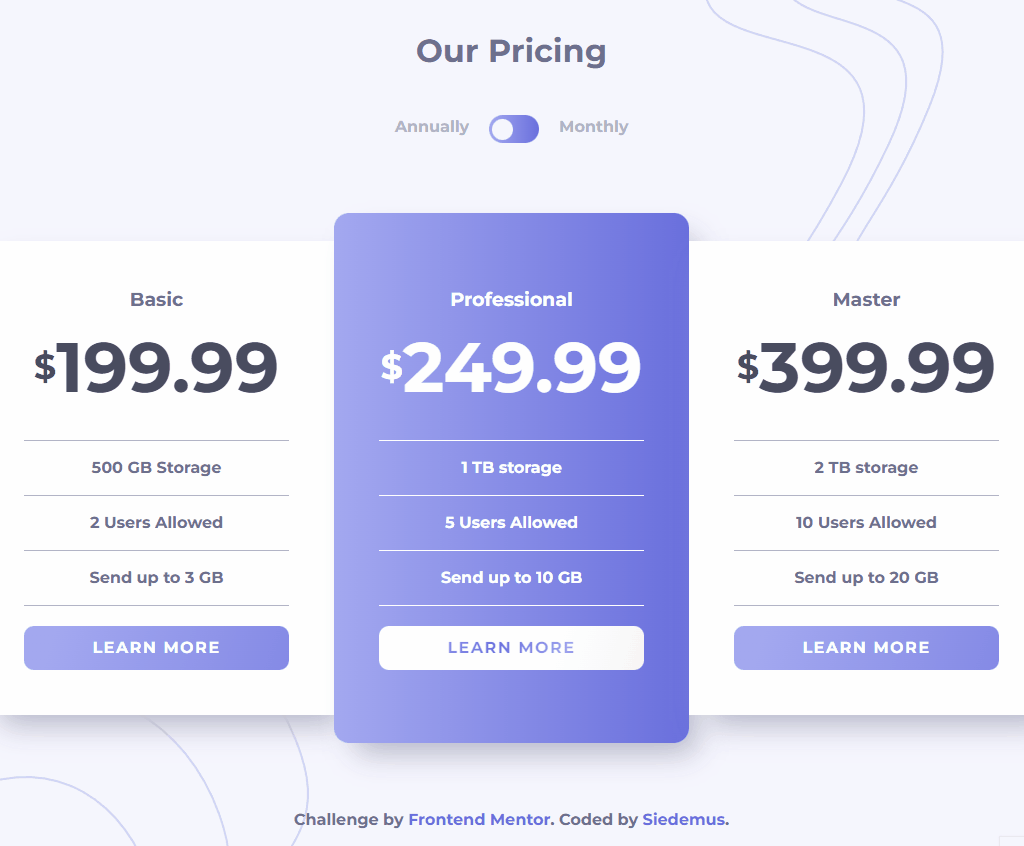 Our Pricing
Annually Monthly
Basic
$199.99
500 GB Storage
2 Users Allowed
Send up to 3 GB
LEARN MORE
Professional
$249.99
1 TB storage
5 Users Allowed
Send up to 10 GB
LEARN MORE
Master
$399.99
2 TB storage
10 Users Allowed
Send up to 20 GB
LEARN MORE
Challenge by Frontend Mentor. Coded by Siedemus.